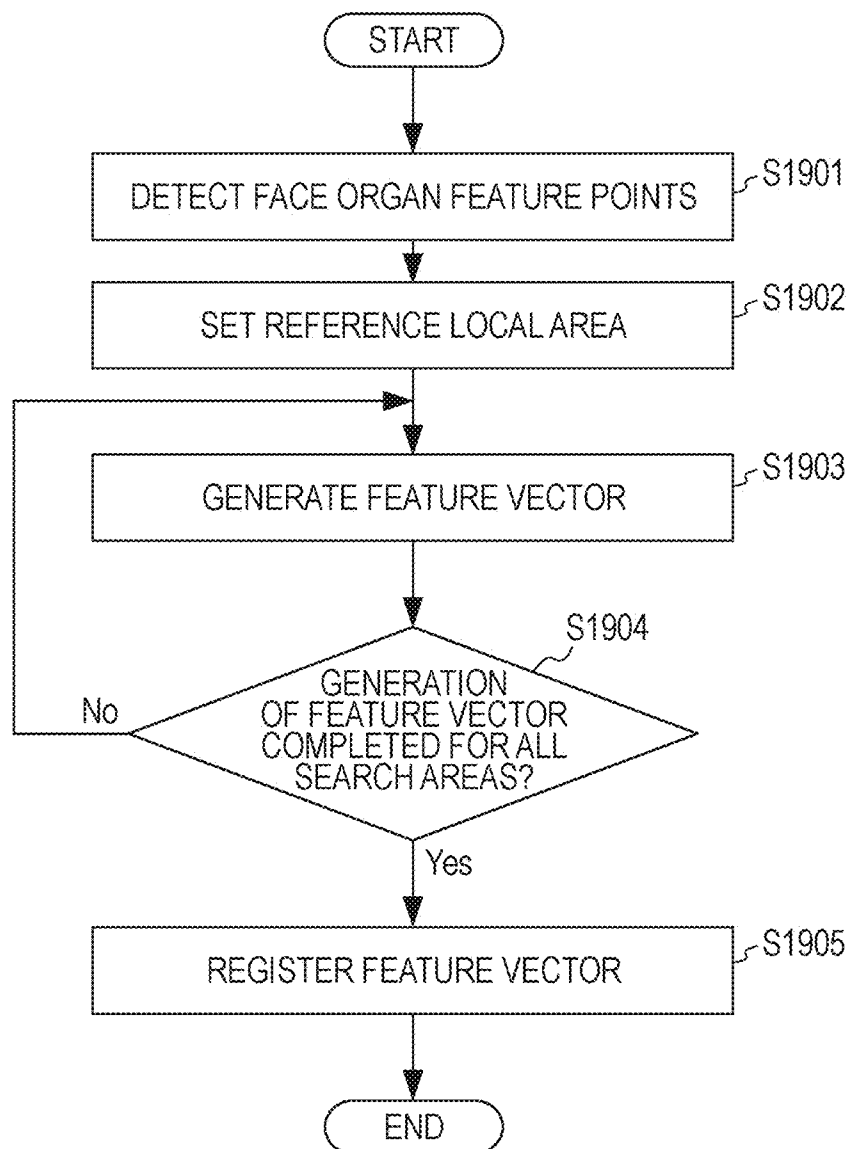 START
DETECT FACE ORGAN FEATURE POINTS
S1901
SET REFERENCE LOCAL AREA
S1902
GENERATE FEATURE VECTOR
S1903
S1904
GENERATION
OF FEATURE VECTOR
COMPLETED FOR ALL
SEARCH AREAS?
No
Yes
REGISTER FEATURE VECTOR
S1905
END